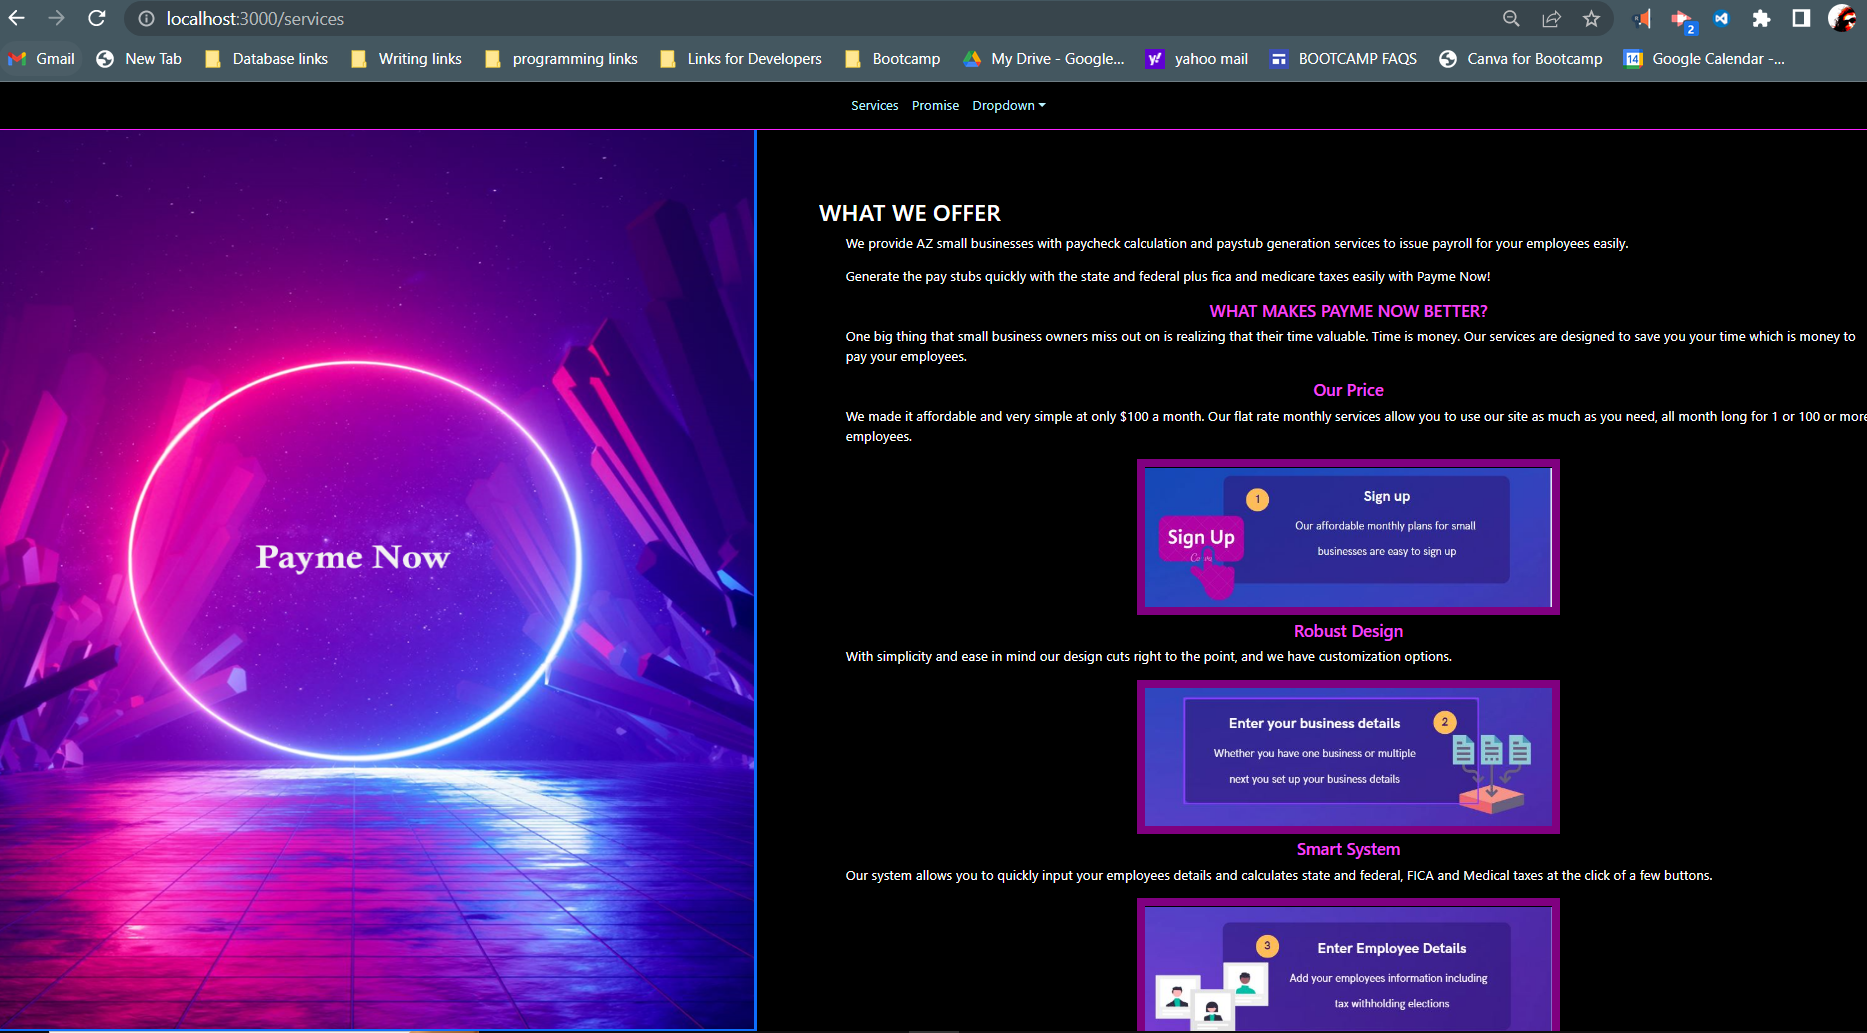 localhost:3000/services
2
Gmail New Tab Database links Writing links programming links Links for Developers Bootcamp My Drive - Google... yahoo mail BOOTCAMP FAQS Canva for Bootcamp 14 Google Calendar -...
Services Promise Dropdown
Payme Now
WHAT WE OFFER
We provide AZ small businesses with paycheck calculation and paystub generation services to issue payroll for your employees easily.
Generate the pay stubs quickly with the state and federal plus fica and medicare taxes easily with Payme Now!
WHAT MAKES PAYME NOW BETTER?
One big thing that small business owners miss out on is realizing that their time valuable. Time is money. Our services are designed to save you your time which is money to
pay your employees.
Our Price
We made it affordable and very simple at only $100 a month. Our flat rate monthly services allow you to use our site as much as you need, all month long for 1 or 100 or more
employees.
1
Sign up
Our affordable monthly plans for small
businesses are easy to sign up
Sign Up
Robust Design
With simplicity and ease in mind our design cuts right to the point, and we have customization options.
Enter your business details
2
Whether you have one business or multiple
next you set up your business details
Smart System
Our system allows you to quickly input your employees details and calculates state and federal, FICA and Medical taxes at the click of a few buttons.
3
Enter Employee Details
Add your employees information including
tax withholding elections